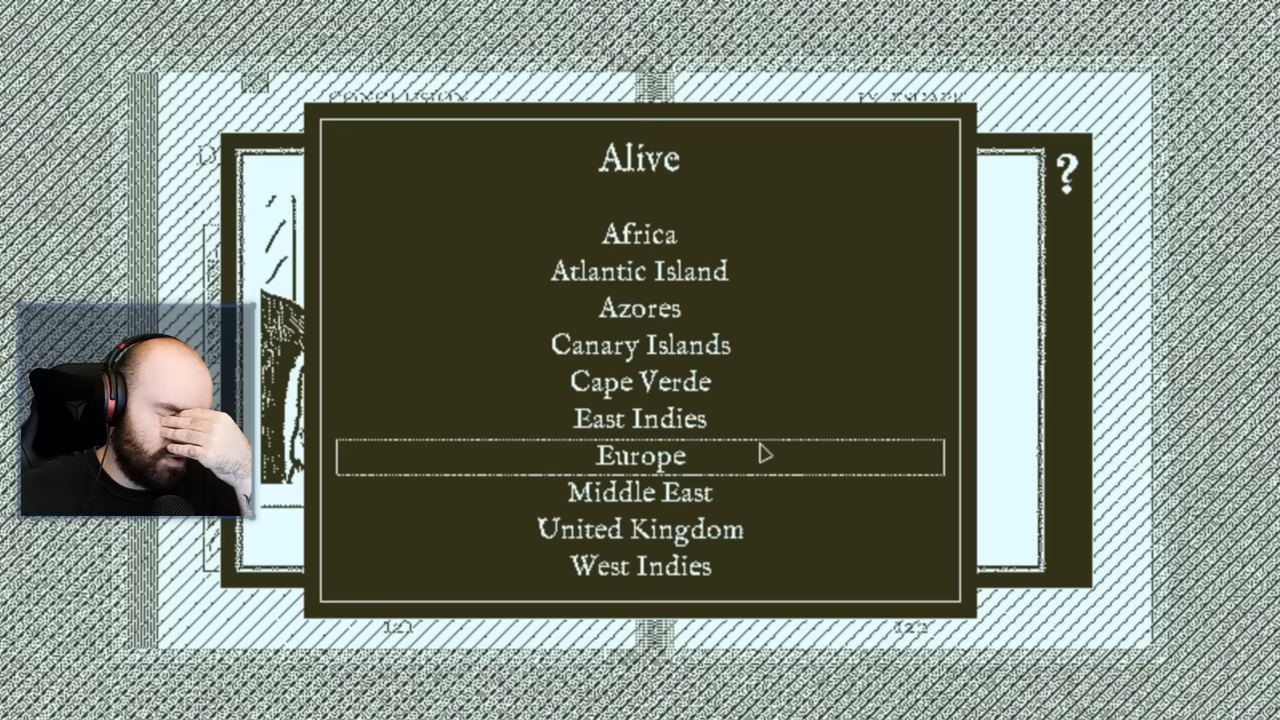 Alive
Africa
Atlantic Island
Azores
Canary Islands
Cape Verde
East Indies
Europe
Middle East
United Kingdom
West Indies
?